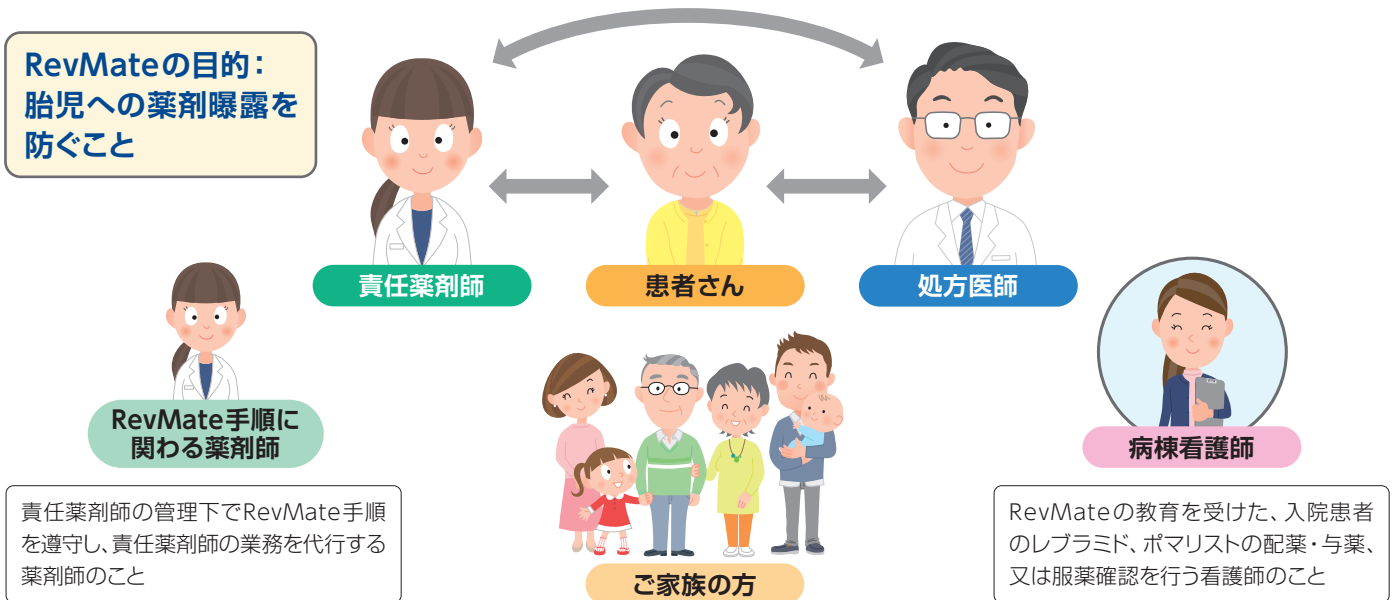 RevMateの目的：
胎児への薬剤曝露を
防ぐこと
責任薬剤師
患者さん
処方医師
RevMate手順に
関わる薬剤師
病棟看護師
責任薬剤師の管理下でRevMate手順
を遵守し、責任薬剤師の業務を代行する
薬剤師のこと
ご家族の方
RevMateの教育を受けた、入院患者
のレブラミド、ポマリストの配薬・与薬、
又は服薬確認を行う看護師のこと